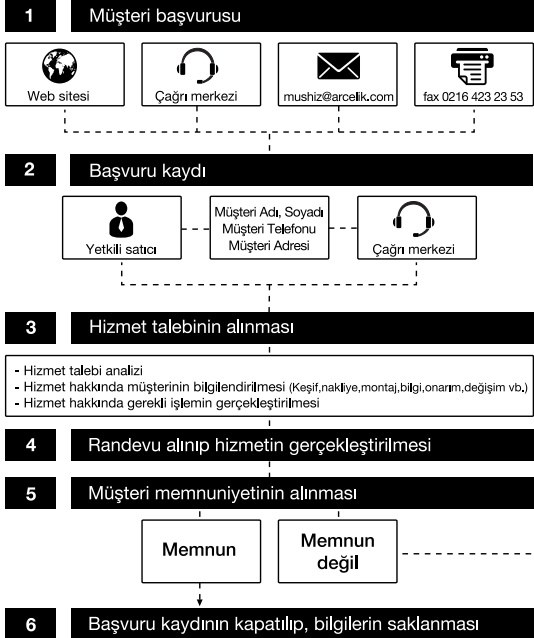 1 Müşteri başvurusu
Web sitesi
Çağrı merkezi
mushiz@arcelik.com
fax 0216 423 23 53
2 Başvuru kaydı
Yetkili satıcı
Müşteri Adı, Soyadı
Müşteri Telefonu
Müşteri Adresi
Çağrı merkezi
3 Hizmet talebinin alınması
- Hizmet talebi analizi
- Hizmet hakkında müşterinin bilgilendirilmesi (Keşif,nakliye,montaj,bilgi,onarım,değişim vb.)
- Hizmet hakkında gerekli işlemin gerçekleştirilmesi
4 Randevu alınıp hizmetin gerçekleştirilmesi
5 Müşteri memnuniyetinin alınması
Memnun
Memnun
değil
6 Başvuru kaydının kapatılıp, bilgilerin saklanması